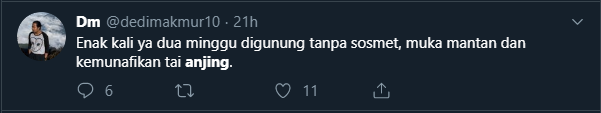 Dm @dedimakmur10 · 21h
Enak kali ya dua minggu digunung tanpa sosmet, muka mantan dan
kemunafikan tai anjing.
6 11